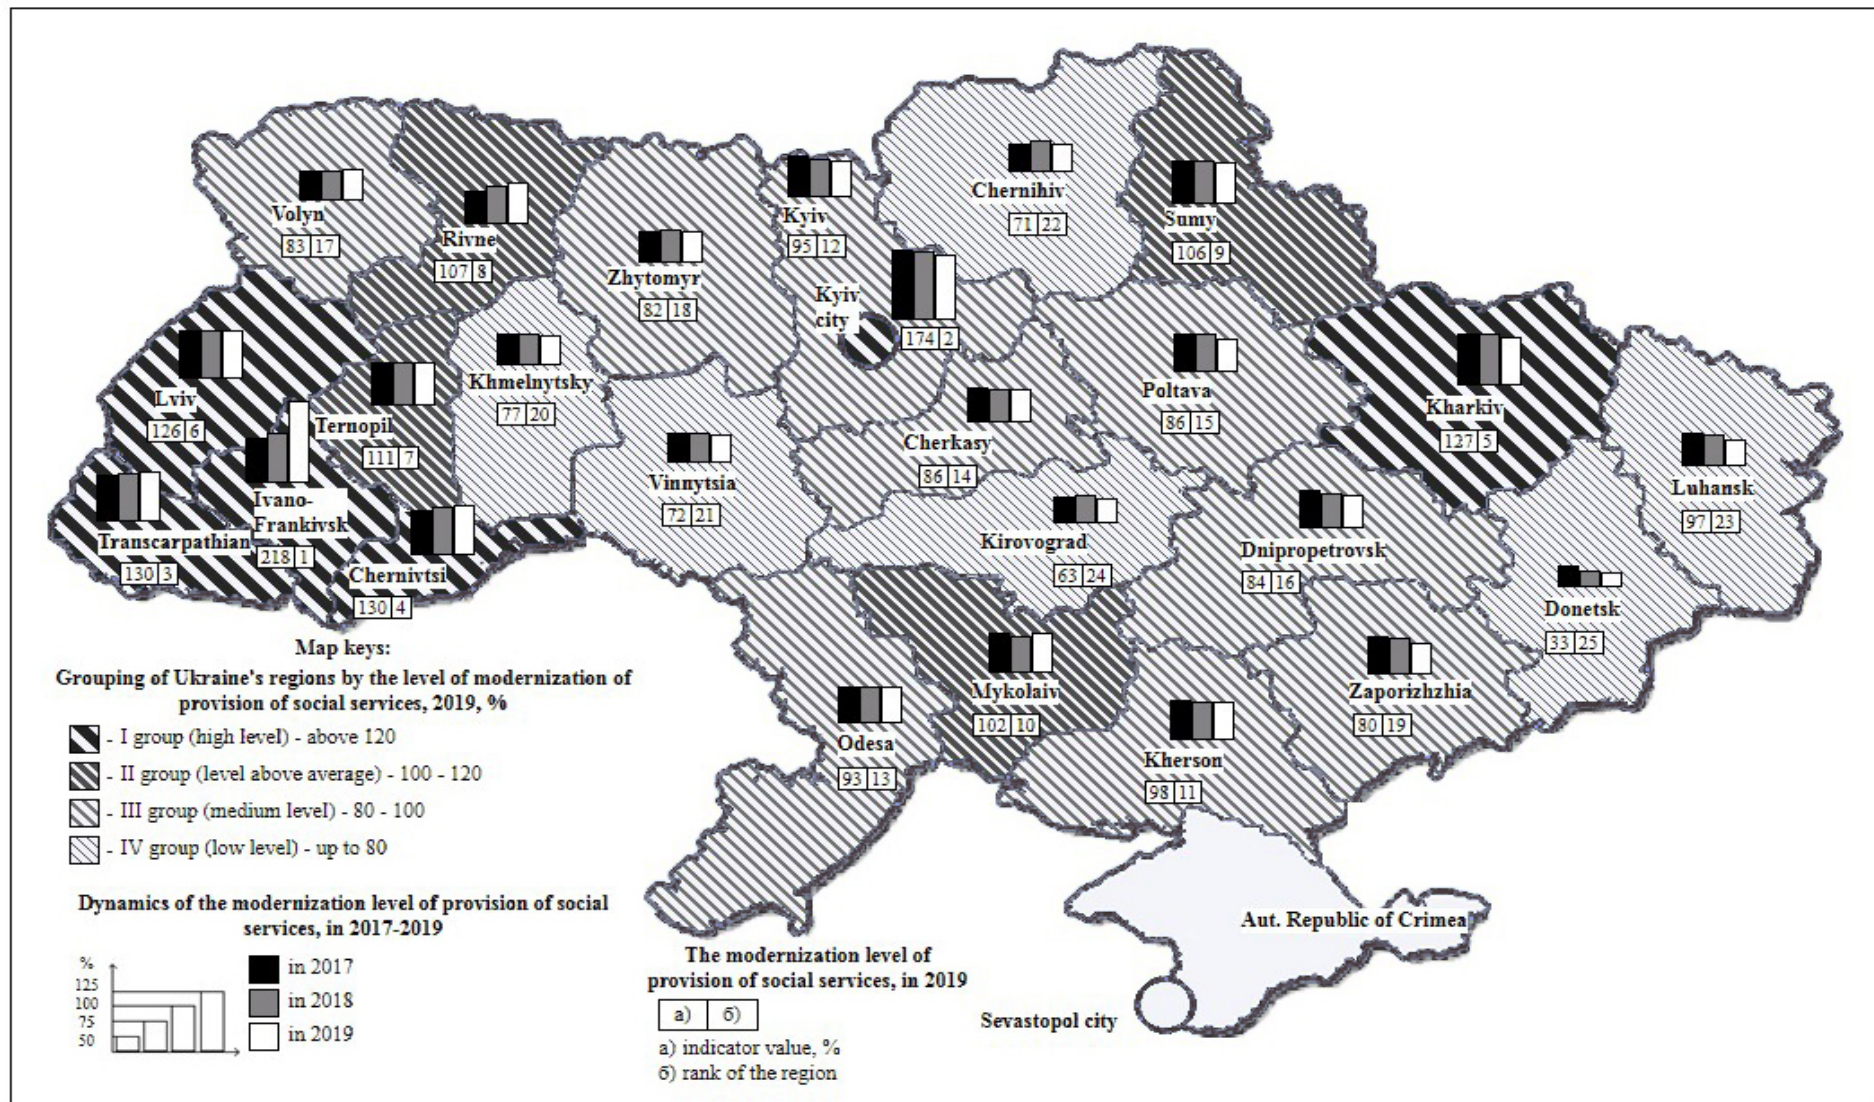 Volyn
83 17
Rivne
107 8
Zhytomyr
82 18
Kyiv
95 12
Kyiv
city
174 2
Chernihiv
71 22
Sumy
106 9
Lviv
126 6
Ternopil
111 7
Khmelnytsky
77 20
Vinnytsia
72 21
Cherkasy
86 14
Poltava
86 15
Kharkiv
127 5
Luhansk
97 23
Transcarpathian
130 3
Ivano-
Frankivsk
218 1
Chernivtsi
130 4
Kirovograd
63 24
Dnipropetrovsk
84 16
Donetsk
33 25
Mykolaiv
102 10
Zaporizhzhia
80 19
Odesa
93 13
Kherson
98 11
Aut. Republic of Crimea
Sevastopol city
Map keys:
Grouping of Ukraine's regions by the level of modernization of
provision of social services, 2019, %
- I group (high level) - above 120
- II group (level above average) - 100 - 120
- III group (medium level) - 80 - 100
- IV group (low level) - up to 80
Dynamics of the modernization level of provision of social
services, in 2017-2019
%
125
100
75
50
in 2017
in 2018
in 2019
The modernization level of
provision of social services, in 2019
а) б)
а) indicator value, %
б) rank of the region